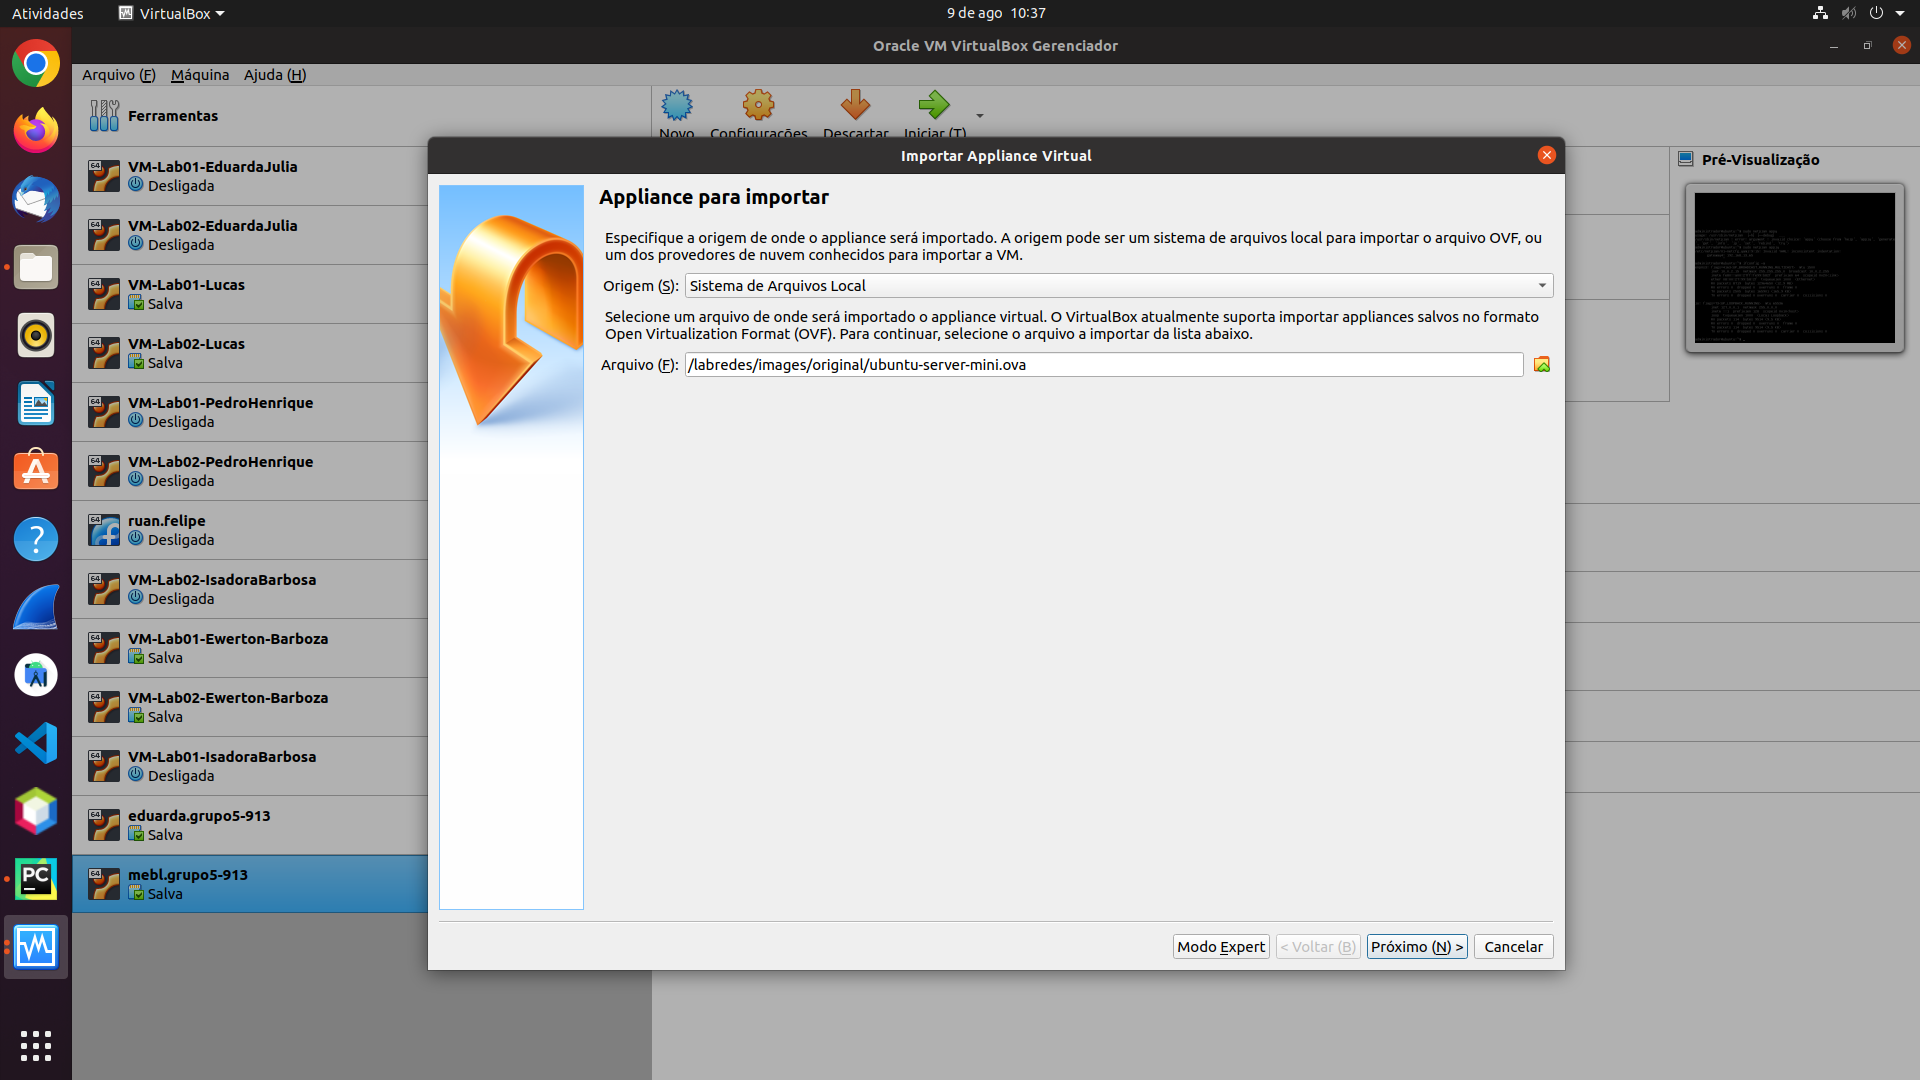 Atividades
VirtualBox
9 de ago 10:37
Oracle VM VirtualBox Gerenciador
Arquivo (F)
Máquina
Ajuda (H)
Ferramentas
Novo
Configurações
Descartar
Iniciar (T)
VM-Lab01-EduardaJulia
Desligada
VM-Lab02-EduardaJulia
Desligada
VM-Lab01-Lucas
Salva
VM-Lab02-Lucas
Salva
VM-Lab01-PedroHenrique
Desligada
VM-Lab02-PedroHenrique
Desligada
ruan.felipe
Desligada
VM-Lab02-IsadoraBarbosa
Desligada
VM-Lab01-Ewerton-Barboza
Salva
VM-Lab02-Ewerton-Barboza
Salva
VM-Lab01-IsadoraBarbosa
Desligada
eduarda.grupo5-913
Salva
mebl.grupo5-913
Salva
Importar Appliance Virtual
Appliance para importar
Especifique a origem de onde o appliance será importado. A origem pode ser um sistema de arquivos local para importar o arquivo OVF, ou
um dos provedores de nuvem conhecidos para importar a VM.
Origem (S): Sistema de Arquivos Local
Selecione um arquivo de onde será importado o appliance virtual. O VirtualBox atualmente suporta importar appliances salvos no formato
Open Virtualization Format (OVF). Para continuar, selecione o arquivo a importar da lista abaixo.
Arquivo (F): /labredes/images/original/ubuntu-server-mini.ova
Modo Expert
< Voltar (B)
Próximo (N) >
Cancelar
Pré-Visualização